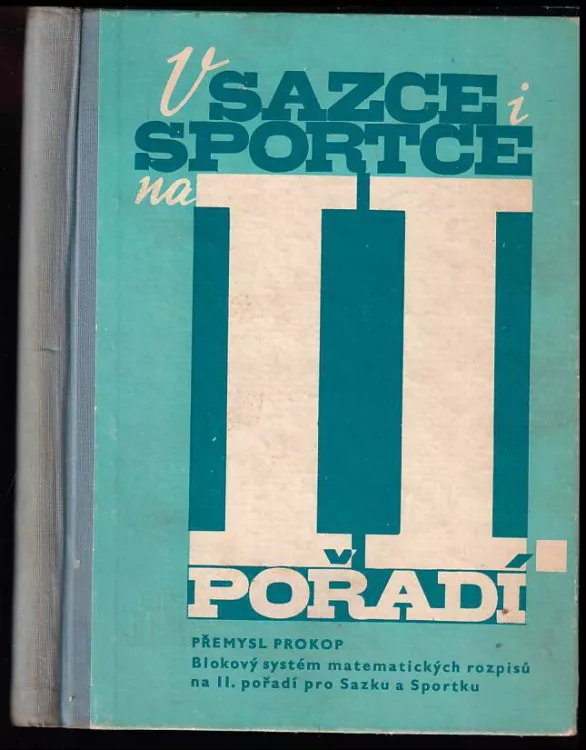 V SAZCE i
SPORTCE
na II.
POŘADÍ
PŘEMYSL PROKOP
Blokový systém matematických rozpisů
na II. pořadí pro Sazku a Sportku